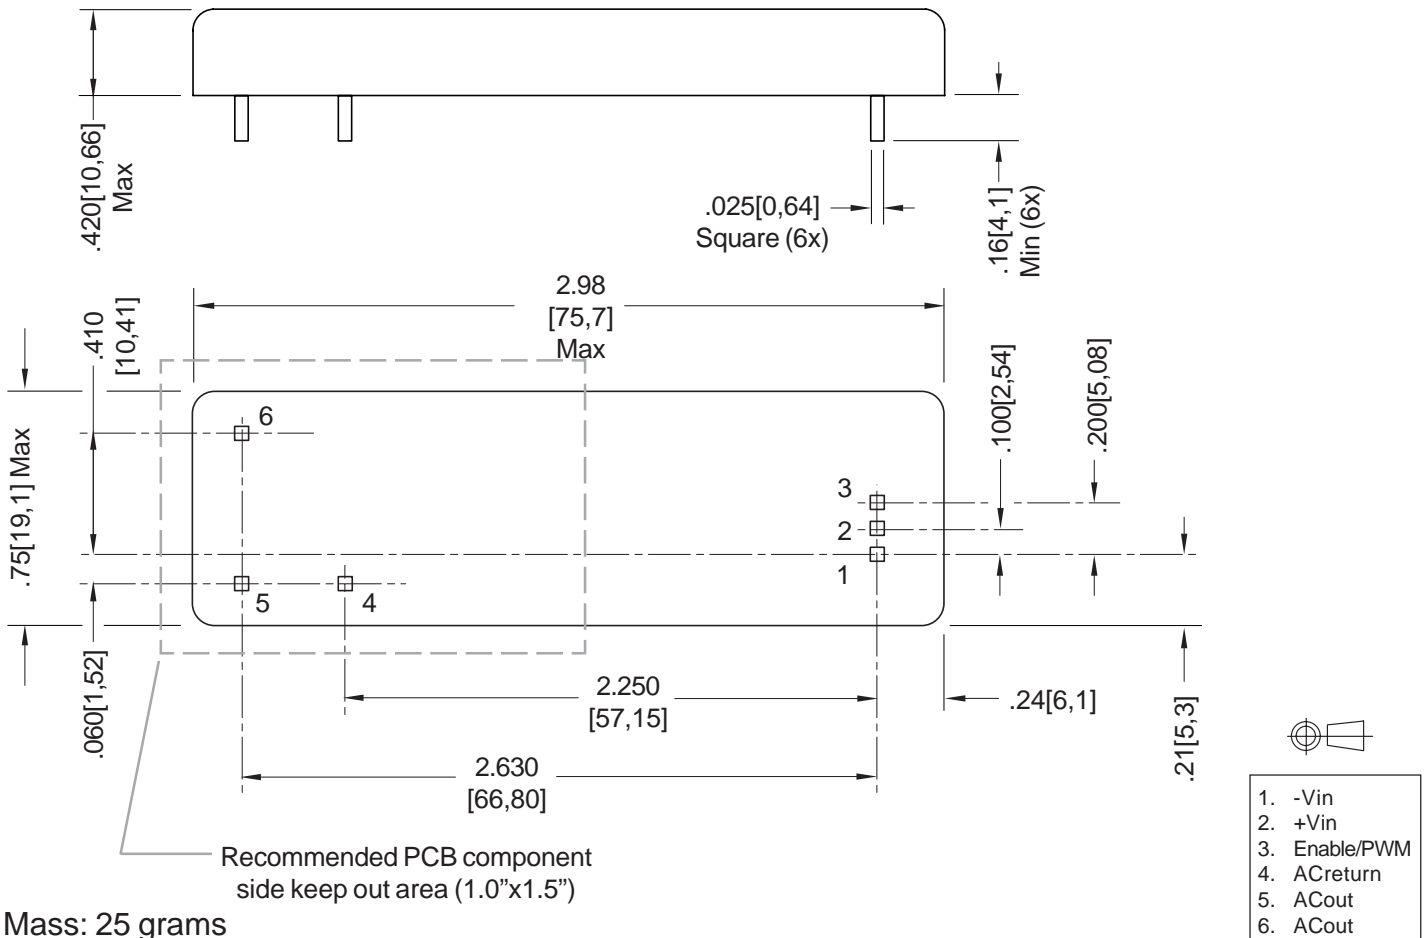 .420[10,66]
Max
.025[0,64]
Square (6x)
.16[4,1]
Min (6x)
2.98
[75,7]
Max
.410
[10,41]
.75[19,1] Max
.100[2,54]
.200[5,08]
6
3
2
1
5
4
.060[1,52]
2.250
[57,15]
.24[6,1]
.21[5,3]
2.630
[66,80]
Recommended PCB component
side keep out area (1.0”x1.5”)
Mass: 25 grams
1. -Vin
2. +Vin
3. Enable/PWM
4. ACreturn
5. ACout
6. ACout